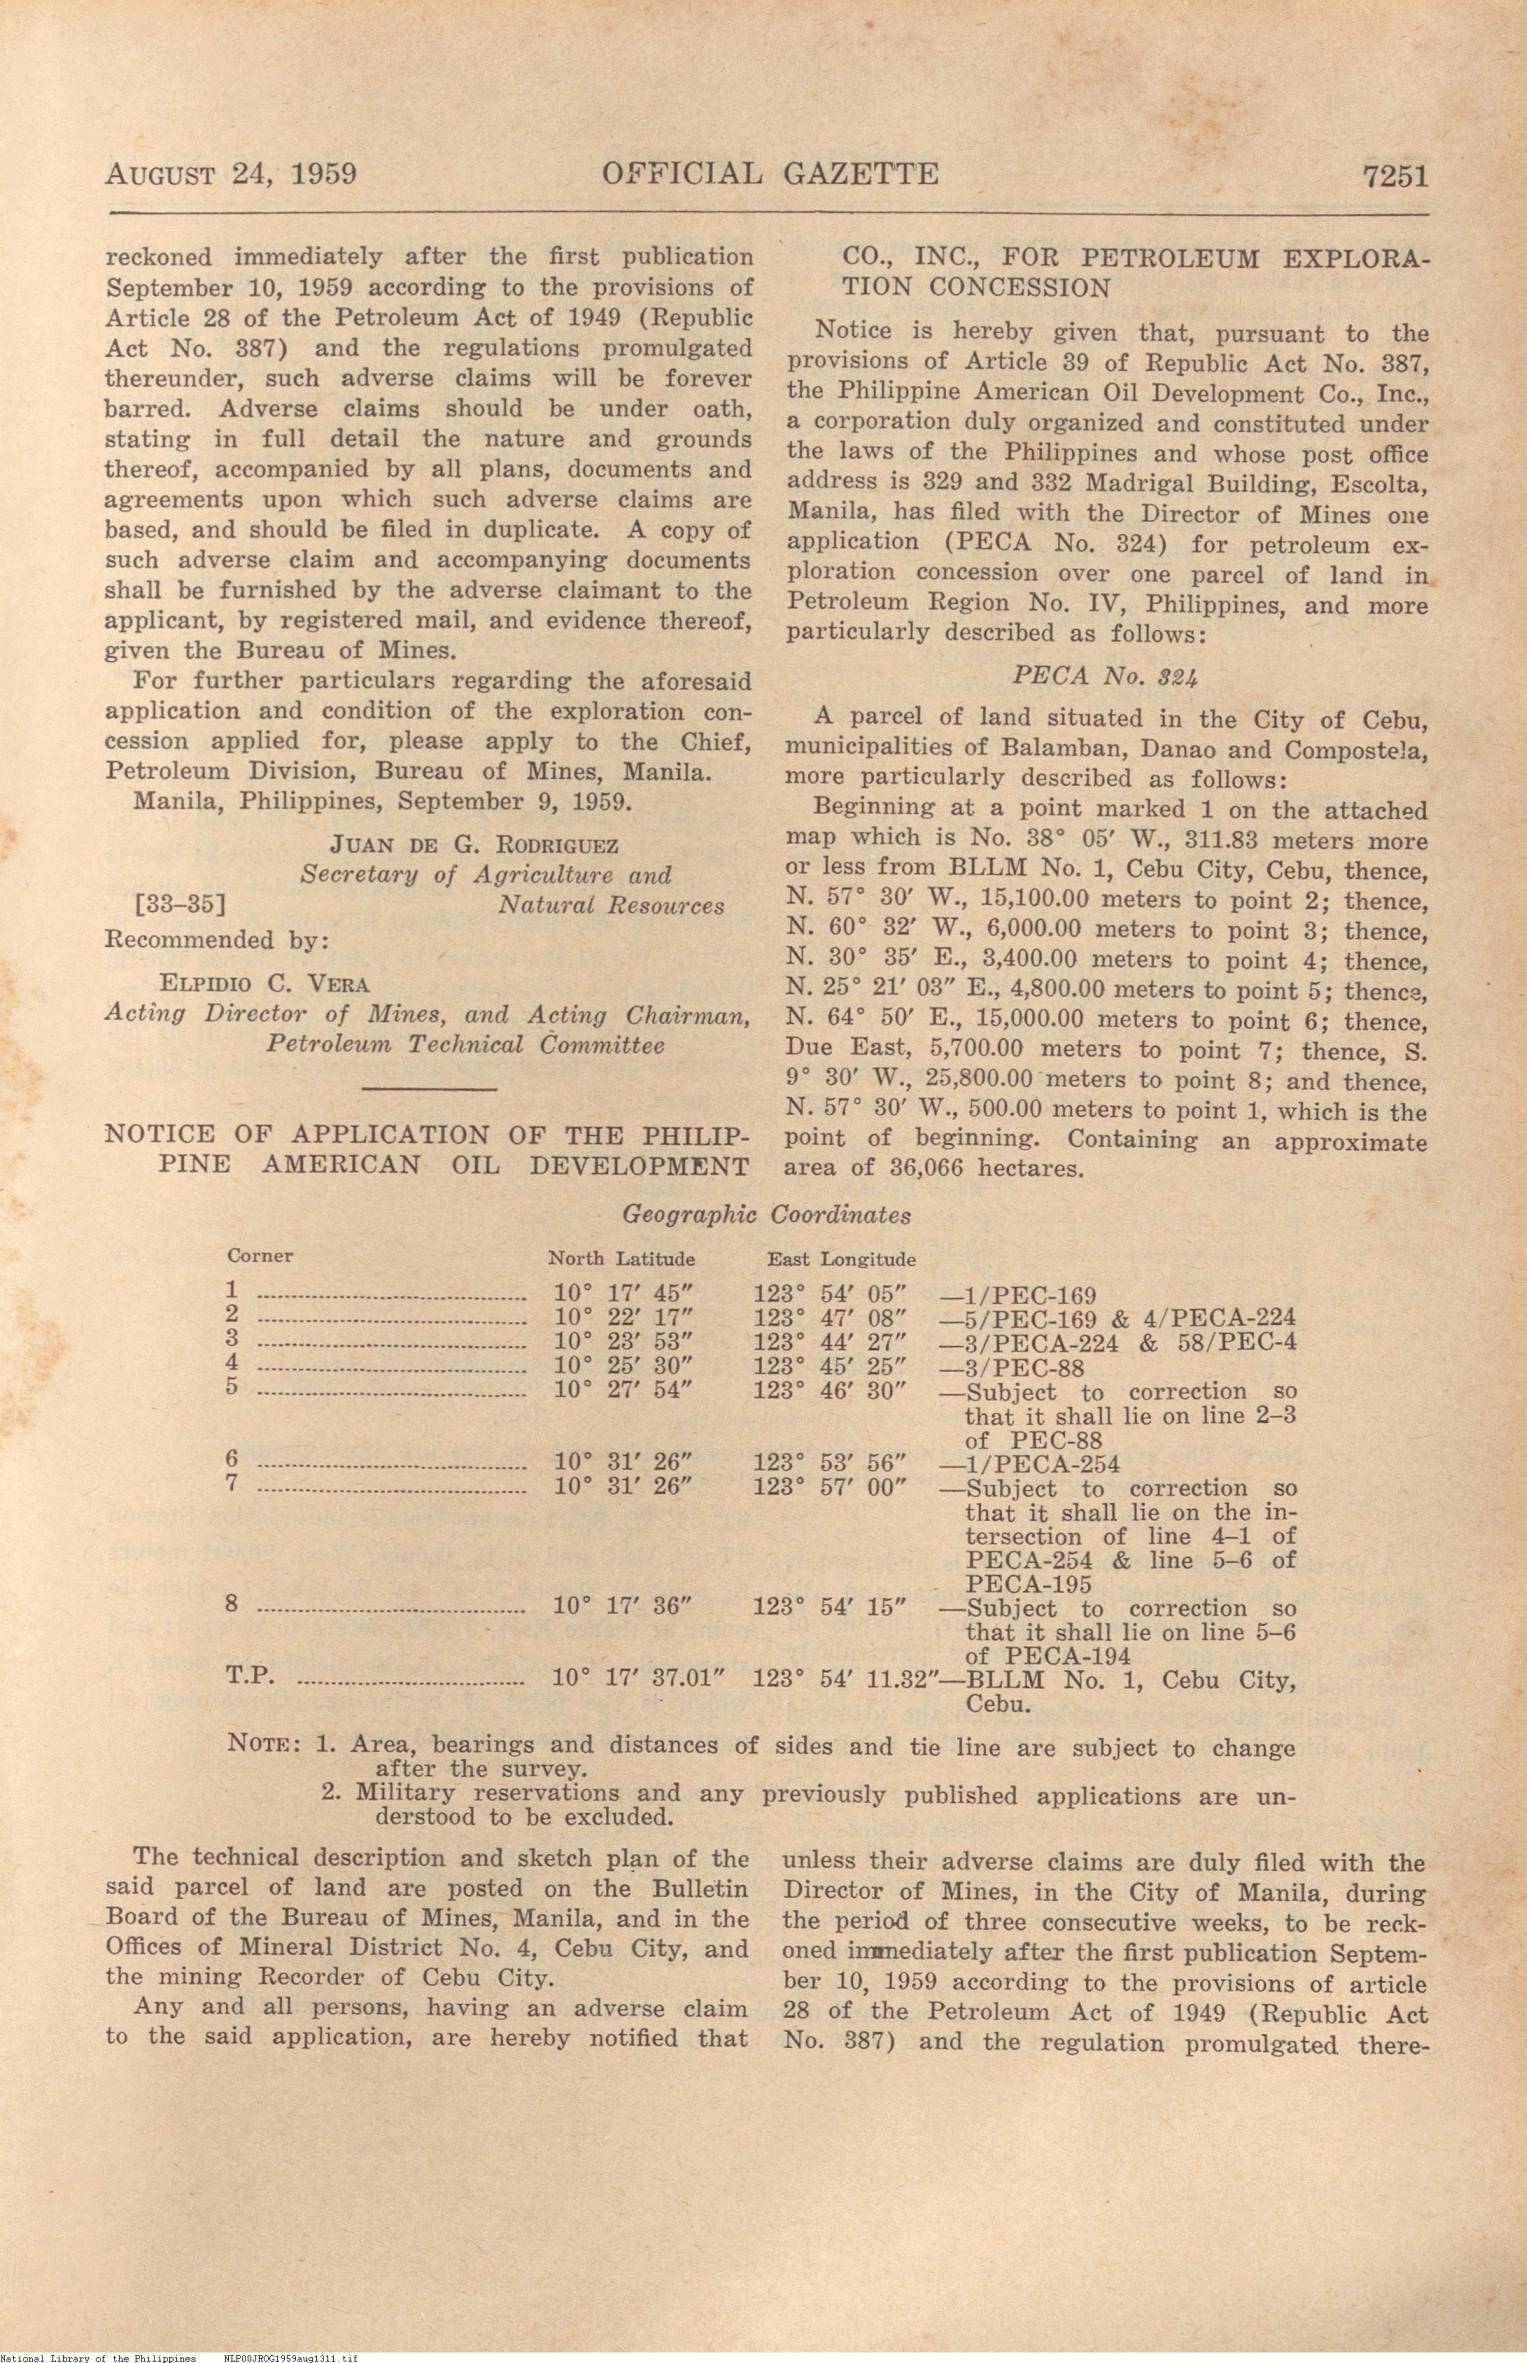 AUGUST 24, 1959 OFFICIAL GAZETTE 7251
reckoned immediately after the first publication
September 10, 1959 according to the provisions of
Article 28 of the Petroleum Act of 1949 (Republic
Act No. 387) and the regulations promulgated
thereunder, such adverse claims will be forever
barred. Adverse claims should be under oath,
stating in full detail the nature and grounds
thereof, accompanied by all plans, documents and
agreements upon which such adverse claims are
based, and should be filed in duplicate. A copy of
such adverse claim and accompanying documents
shall be furnished by the adverse claimant to the
applicant, by registered mail, and evidence thereof,
given the Bureau of Mines.
For further particulars regarding the aforesaid
application and condition of the exploration con-
cession applied for, please apply to the Chief,
Petroleum Division, Bureau of Mines, Manila.
Manila, Philippines, September 9, 1959.
JUAN DE G. RODRIGUEZ
Secretary of Agriculture and
[33–35] Natural Resources
Recommended by:
ELPIDIO C. VERA
Acting Director of Mines, and Acting Chairman,
Petroleum Technical Committee
NOTICE OF APPLICATION OF THE PHILIP-
PINE AMERICAN OIL DEVELOPMENT
CO., INC., FOR PETROLEUM EXPLORA-
TION CONCESSION
Notice is hereby given that, pursuant to the
provisions of Article 39 of Republic Act No. 387,
the Philippine American Oil Development Co., Inc.,
a corporation duly organized and constituted under
the laws of the Philippines and whose post office
address is 329 and 332 Madrigal Building, Escolta,
Manila, has filed with the Director of Mines one
application (PECA No. 324) for petroleum ex-
ploration concession over one parcel of land in
Petroleum Region No. IV, Philippines, and more
particularly described as follows:
PECA No. 324
A parcel of land situated in the City of Cebu,
municipalities of Balamban, Danao and Compostela,
more particularly described as follows:
Beginning at a point marked 1 on the attached
map which is No. 38° 05′ W., 311.83 meters more
or less from BLLM No. 1, Cebu City, Cebu, thence,
N. 57° 30′ W., 15,100.00 meters to point 2; thence,
N. 60° 32′ W., 6,000.00 meters to point 3; thence,
N. 30° 35′ E., 3,400.00 meters to point 4; thence,
N. 25° 21′ 03″ E., 4,800.00 meters to point 5; thence,
N. 64° 50′ E., 15,000.00 meters to point 6; thence,
Due East, 5,700.00 meters to point 7; thence, S.
9° 30′ W., 25,800.00 meters to point 8; and thence,
N. 57° 30′ W., 500.00 meters to point 1, which is the
point of beginning. Containing an approximate
area of 36,066 hectares.
Geographic Coordinates
Corner North Latitude East Longitude
1 ........ 10° 17′ 45″ 123° 54′ 05″ —1/PEC-169
2 ........ 10° 22′ 17″ 123° 47′ 08″ —5/PEC-169 & 4/PECA-224
3 ........ 10° 23′ 53″ 123° 44′ 27″ —3/PECA-224 & 58/PEC-4
4 ........ 10° 25′ 30″ 123° 45′ 25″ —3/PEC-88
5 ........ 10° 27′ 54″ 123° 46′ 30″ —Subject to correction so
that it shall lie on line 2–3
of PEC-88
6 ........ 10° 31′ 26″ 123° 53′ 56″ —1/PECA-254
7 ........ 10° 31′ 26″ 123° 57′ 00″ —Subject to correction so
that it shall lie on the in-
tersection of line 4–1 of
PECA-254 & line 5–6 of
PECA-195
8 ........ 10° 17′ 36″ 123° 54′ 15″ —Subject to correction so
that it shall lie on line 5–6
of PECA-194
T.P. ........ 10° 17′ 37.01″ 123° 54′ 11.32″—BLLM No. 1, Cebu City,
Cebu.
NOTE: 1. Area, bearings and distances of sides and tie line are subject to change
after the survey.
2. Military reservations and any previously published applications are un-
derstood to be excluded.
The technical description and sketch plan of the
said parcel of land are posted on the Bulletin
Board of the Bureau of Mines, Manila, and in the
Offices of Mineral District No. 4, Cebu City, and
the mining Recorder of Cebu City.
Any and all persons, having an adverse claim
to the said application, are hereby notified that
unless their adverse claims are duly filed with the
Director of Mines, in the City of Manila, during
the period of three consecutive weeks, to be reck-
oned immediately after the first publication Septem-
ber 10, 1959 according to the provisions of article
28 of the Petroleum Act of 1949 (Republic Act
No. 387) and the regulation promulgated there-
National Library of the Philippines NLP00JROG1959aug1311.tif